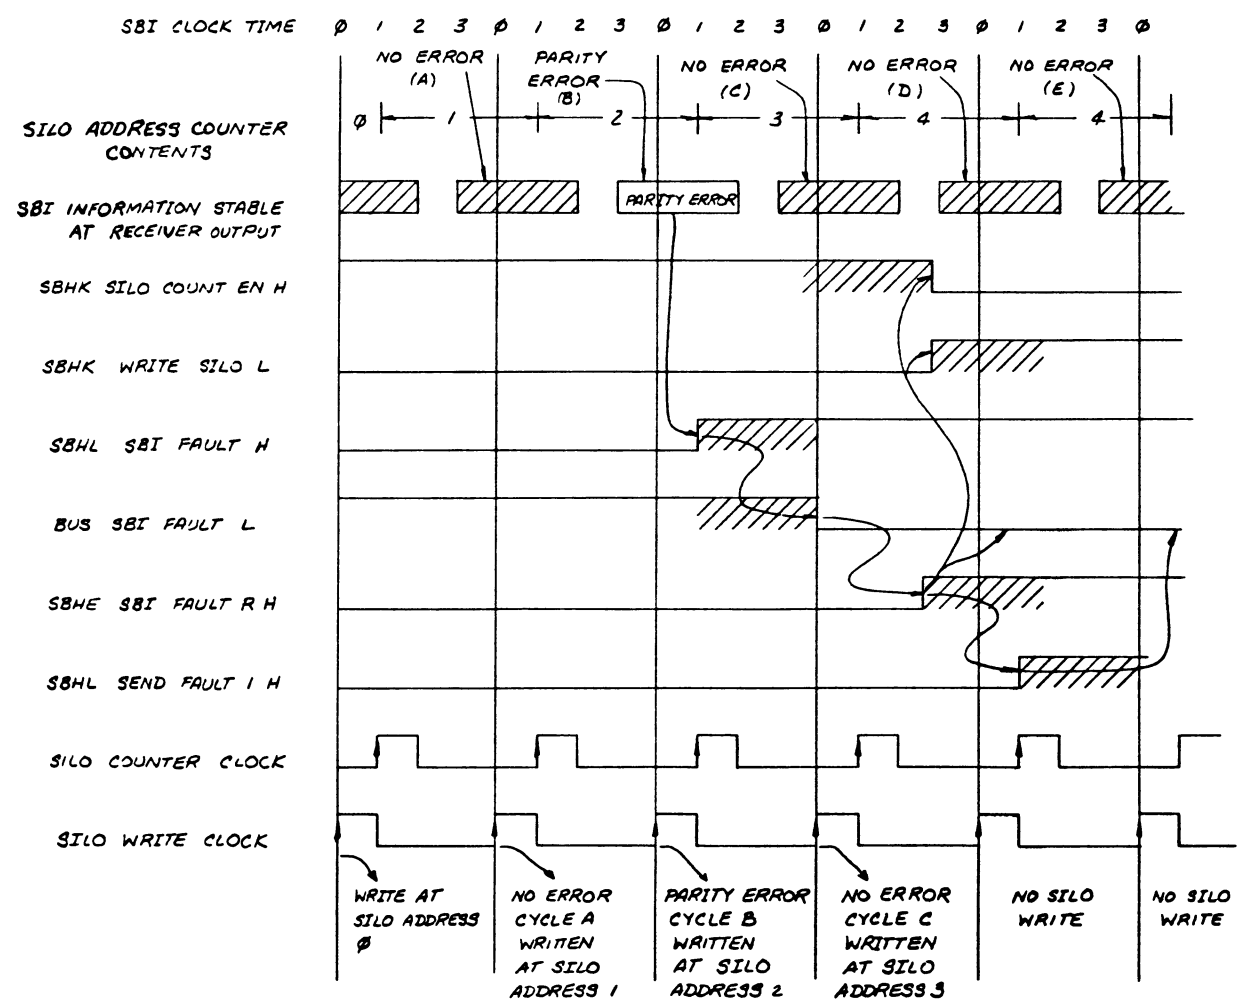 SBI CLOCK TIME Ø 1 2 3 Ø 1 2 3 Ø 1 2 3 Ø 1 2 3 Ø 1 2 3 Ø
NO ERROR
(A)
PARITY
ERROR
(B)
NO ERROR
(C)
NO ERROR
(D)
NO ERROR
(E)
SILO ADDRESS COUNTER
CONTENTS
Ø 1 2 3 4 4
SBI INFORMATION STABLE
AT RECEIVER OUTPUT
PARITY ERROR
SBHK SILO COUNT EN H
SBHK WRITE SILO L
SBHL SBI FAULT H
BUS SBI FAULT L
SBHE SBI FAULT R H
SBHL SEND FAULT I H
SILO COUNTER CLOCK
SILO WRITE CLOCK
WRITE AT
SILO ADDRESS
Ø
NO ERROR
CYCLE A
WRITTEN
AT SILO
ADDRESS 1
PARITY ERROR
CYCLE B
WRITTEN
AT SILO
ADDRESS 2
NO ERROR
CYCLE C
WRITTEN
AT SILO
ADDRESS 3
NO SILO
WRITE
NO SILO
WRITE